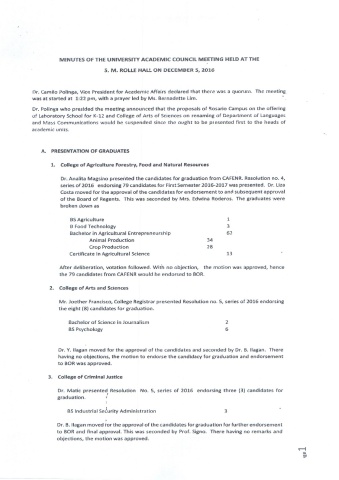 MINUTES OF THE UNIVERSITY ACADEMIC COUNCIL MEETING HELD AT THE
S. M. ROLLE HALL ON DECEMBER 5, 2016
Dr. Camilo Polinga, Vice President for Academic Affairs declared that there was a quorum. The meeting
was at started at 1:22 pm, with a prayer led by Ms. Bernadette Lim.
Dr. Polinga who presided the meeting announced that the proposals of Rosario Campus on the offering
of Laboratory School for K-12 and College of Arts of Sciences on renaming of Department of Languages
and Mass Communications would be suspended since the ought to be presented first to the heads of
academic units.
A. PRESENTATION OF GRADUATES
1. College of Agriculture Forestry, Food and Natural Resources
Dr. Analita Magsino presented the candidates for graduation from CAFENR. Resolution no. 4,
series of 2016 endorsing 79 candidates for First Semester 2016-2017 was presented. Dr. Liza
Costa moved for the approval of the candidates for endorsement to and subsequent approval
of the Board of Regents. This was seconded by Mrs. Edwina Roderos. The graduates were
broken down as
BS Agriculture 1
B Food Technology 3
Bachelor in Agricultural Entrepreneurship 62
Animal Production 34
Crop Production 28
Certificate in Agricultural Science 13
After deliberation, votation followed. With no objection, the motion was approved, hence
the 79 candidates from CAFENR would be endorsed to BOR.
2. College of Arts and Sciences
Mr. Joether Francisco, College Registrar presented Resolution no. 5, series of 2016 endorsing
the eight (8) candidates for graduation.
Bachelor of Science in Journalism 2
BS Psychology 6
Dr. Y. Ilagan moved for the approval of the candidates and seconded by Dr. B. Ilagan. There
having no objections, the motion to endorse the candidacy for graduation and endorsement
to BOR was approved.
3. College of Criminal Justice
Dr. Matic presented Resolution No. 5, series of 2016 endorsing three (3) candidates for
graduation.
BS Industrial Security Administration 3
Dr. B. Ilagan moved for the approval of the candidates for graduation for further endorsement
to BOR and final approval. This was seconded by Prof. Signo. There having no remarks and
objections, the motion was approved.
1